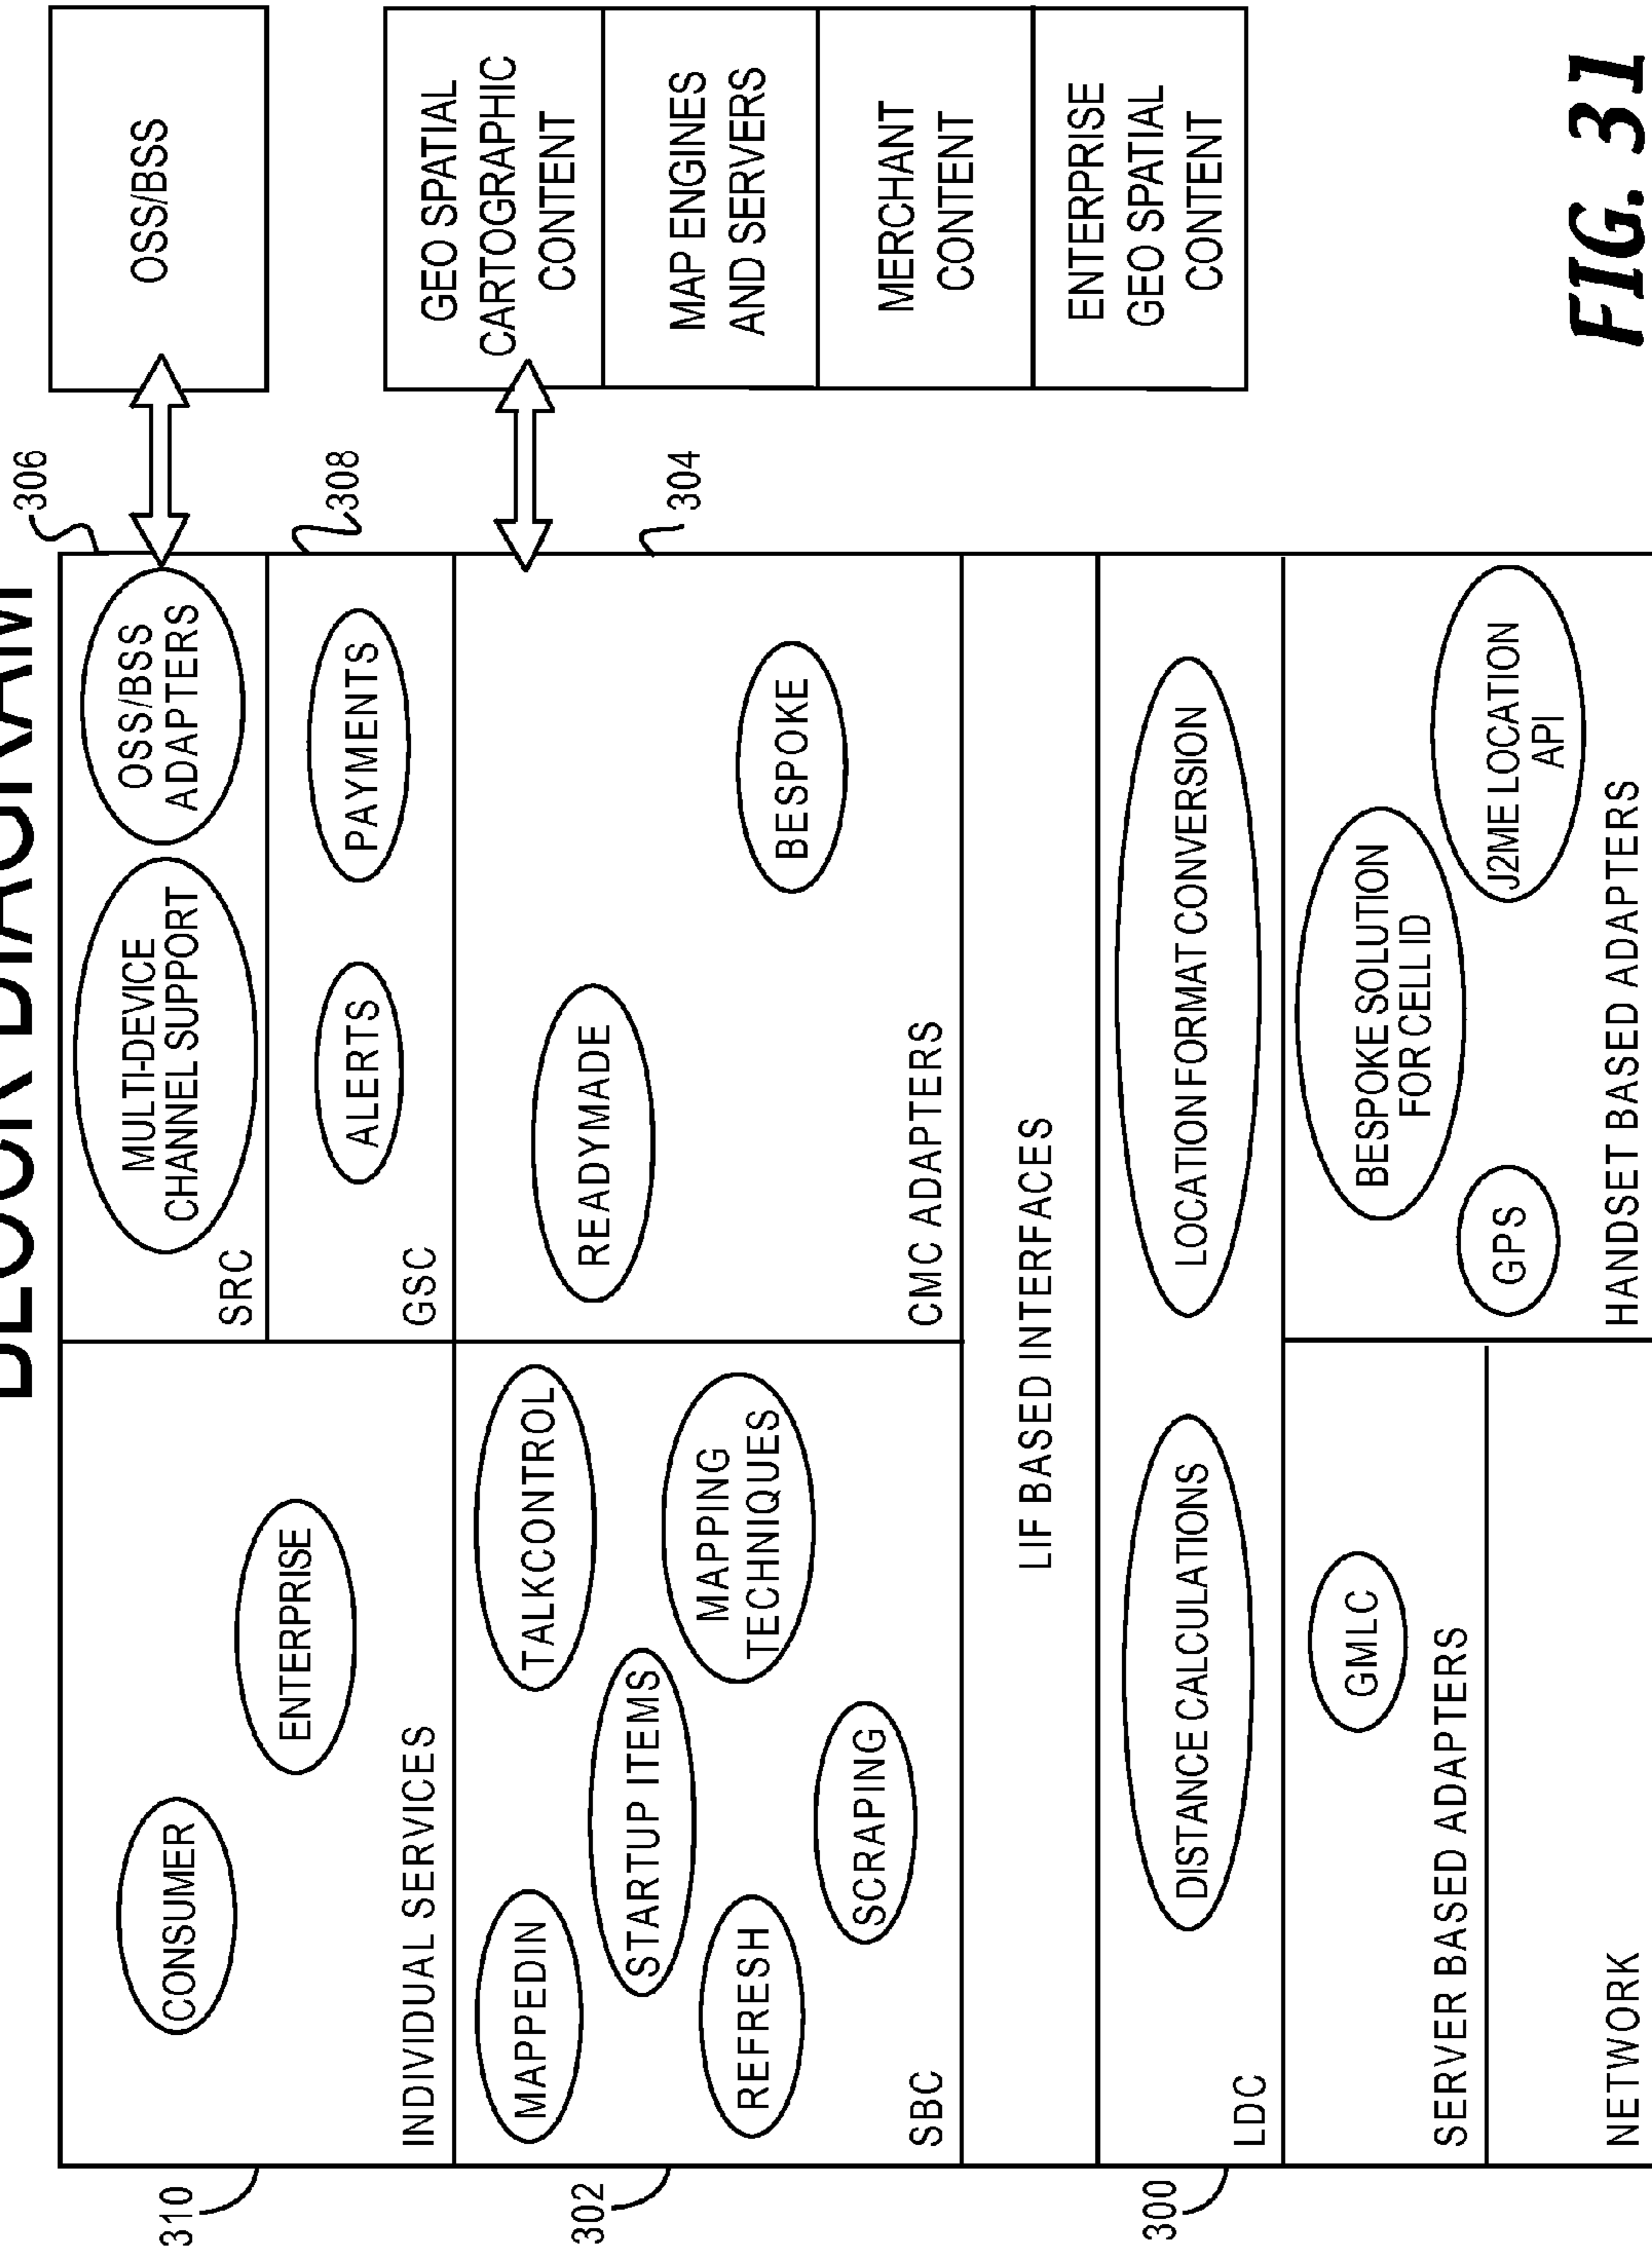 BLOCK DIAGRAM
306
310
CONSUMER
ENTERPRISE
INDIVIDUAL SERVICES
MULTI-DEVICE
CHANNEL SUPPORT
OSS/BSS
ADAPTERS
SRC
OSS/BSS
308
ALERTS
PAYMENTS
GSC
302
MAPPEDIN
TALKCONTROL
STARTUP ITEMS
REFRESH
MAPPING
TECHNIQUES
SCRAPING
SBC
304
READYMADE
BESPOKE
CMC ADAPTERS
GEO SPATIAL
CARTOGRAPHIC
CONTENT
MAP ENGINES
AND SERVERS
MERCHANT
CONTENT
ENTERPRISE
GEO SPATIAL
CONTENT
LIF BASED INTERFACES
300
DISTANCE CALCULATIONS
LOCATION FORMAT CONVERSION
LDC
GMLC
SERVER BASED ADAPTERS
NETWORK
BESPOKE SOLUTION
FOR CELL ID
GPS
J2ME LOCATION
API
HANDSET BASED ADAPTERS
FIG. 31